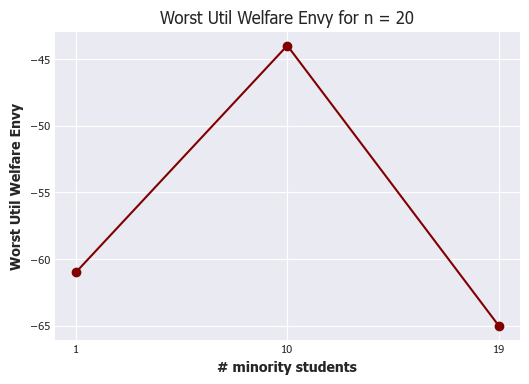 Worst Util Welfare Envy for n = 20
Worst Util Welfare Envy
−45
−50
−55
−60
−65
1 10 19
# minority students